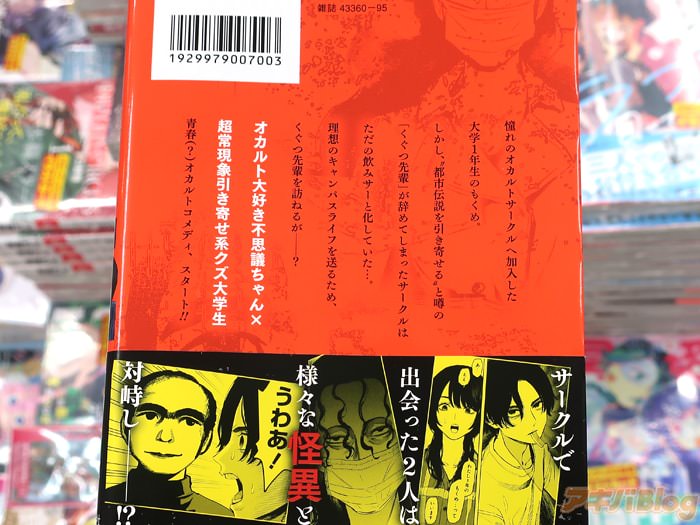 雑誌 43360-95
1929979007003
憧れのオカルトサークルへ加入した
大学1年生のもくめ。
しかし、"都市伝説を引き寄せる"と噂の
「くぐつ先輩」が辞めてしまったサークルは
ただの飲みサーと化していた…。
理想のキャンパスライフを送るため、
くぐつ先輩を訪ねるが――?
オカルト大好き不思議ちゃん×
超常現象引き寄せ系クズ大学生
青春(?)オカルトコメディ、スタート!!
サークルで
出会った2人は
様々な怪異と
対峙し――!?
うわぁ!
アキバBlog